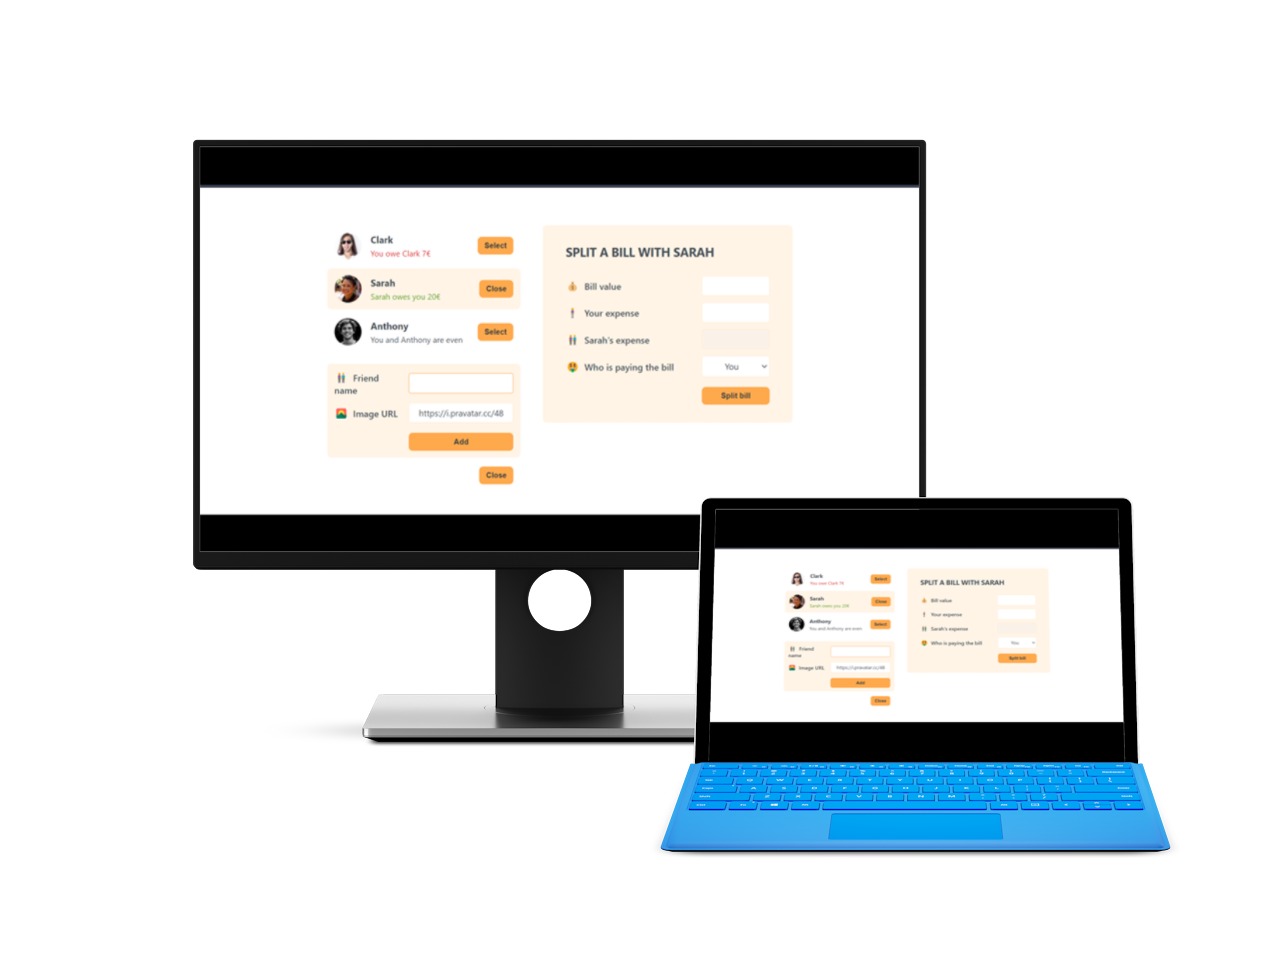 Clark
You owe Clark 7€
Select
Sarah
Sarah owes you 20€
Close
Anthony
You and Anthony are even
Select
Friend
name
Image URL
https://i.pravatar.cc/48
Add
Close
SPLIT A BILL WITH SARAH
Bill value
Your expense
Sarah's expense
Who is paying the bill
You
Split bill
Clark
You owe Clark 7€
Select
Sarah
Sarah owes you 20€
Close
Anthony
You and Anthony are even
Select
Friend
name
Image URL
https://i.pravatar.cc/48
Add
Close
SPLIT A BILL WITH SARAH
Bill value
Your expense
Sarah's expense
Who is paying the bill
You
Split bill